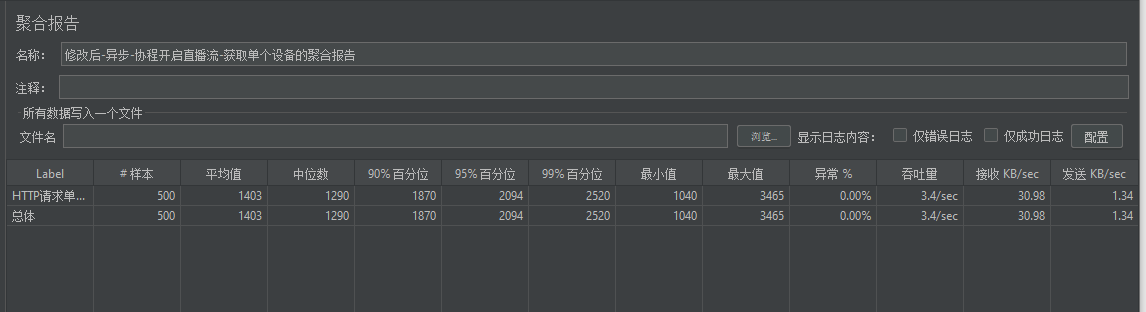 聚合报告
名称： 修改后-异步-协程开启直播流-获取单个设备的聚合报告
注释：
所有数据写入一个文件
文件名 浏览... 显示日志内容： 仅错误日志 仅成功日志 配置
Label # 样本 平均值 中位数 90% 百分位 95% 百分位 99% 百分位 最小值 最大值 异常 % 吞吐量 接收 KB/sec 发送 KB/sec
HTTP请求单... 500 1403 1290 1870 2094 2520 1040 3465 0.00% 3.4/sec 30.98 1.34
总体 500 1403 1290 1870 2094 2520 1040 3465 0.00% 3.4/sec 30.98 1.34